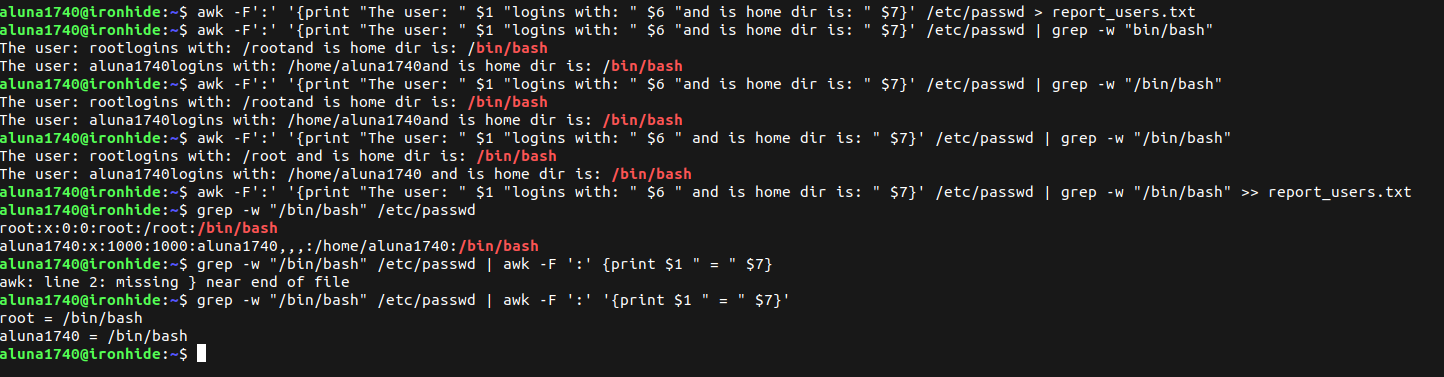 aluna1740@ironhide:~$ awk -F':' '{print "The user: " $1 "logins with: " $6 "and is home dir is: " $7}' /etc/passwd > report_users.txt
aluna1740@ironhide:~$ awk -F':' '{print "The user: " $1 "logins with: " $6 "and is home dir is: " $7}' /etc/passwd | grep -w "bin/bash"
The user: rootlogins with: /rootand is home dir is: /bin/bash
The user: aluna1740logins with: /home/aluna1740and is home dir is: /bin/bash
aluna1740@ironhide:~$ awk -F':' '{print "The user: " $1 "logins with: " $6 "and is home dir is: " $7}' /etc/passwd | grep -w "/bin/bash"
The user: rootlogins with: /rootand is home dir is: /bin/bash
The user: aluna1740logins with: /home/aluna1740and is home dir is: /bin/bash
aluna1740@ironhide:~$ awk -F':' '{print "The user: " $1 "logins with: " $6 " and is home dir is: " $7}' /etc/passwd | grep -w "/bin/bash"
The user: rootlogins with: /root and is home dir is: /bin/bash
The user: aluna1740logins with: /home/aluna1740 and is home dir is: /bin/bash
aluna1740@ironhide:~$ awk -F':' '{print "The user: " $1 "logins with: " $6 " and is home dir is: " $7}' /etc/passwd | grep -w "/bin/bash" >> report_users.txt
aluna1740@ironhide:~$ grep -w "/bin/bash" /etc/passwd
root:x:0:0:root:/root:/bin/bash
aluna1740:x:1000:1000:aluna1740,,,:/home/aluna1740:/bin/bash
aluna1740@ironhide:~$ grep -w "/bin/bash" /etc/passwd | awk -F ':' {print $1 " = " $7}
awk: line 2: missing } near end of file
aluna1740@ironhide:~$ grep -w "/bin/bash" /etc/passwd | awk -F ':' '{print $1 " = " $7}'
root = /bin/bash
aluna1740 = /bin/bash
aluna1740@ironhide:~$